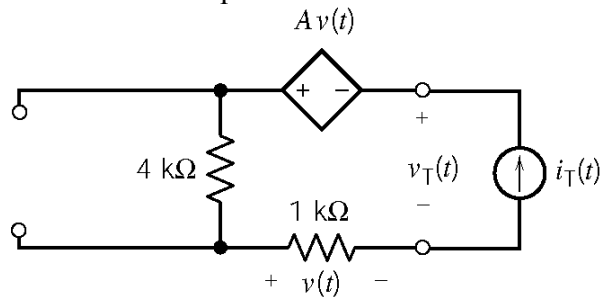 A v(t)
+ −
+
4 kΩ
v_T(t)
i_T(t)
−
1 kΩ
+ v(t) −